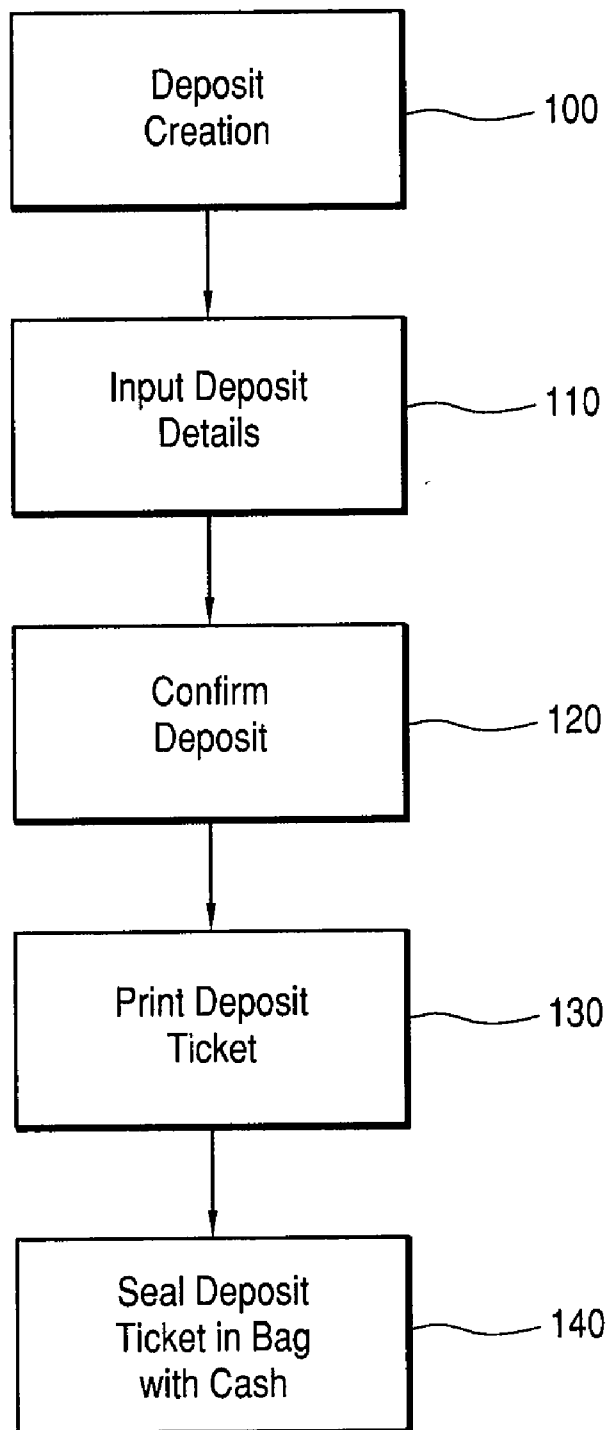 Deposit
Creation
100
Input Deposit
Details
110
Confirm
Deposit
120
Print Deposit
Ticket
130
Seal Deposit
Ticket in Bag
with Cash
140